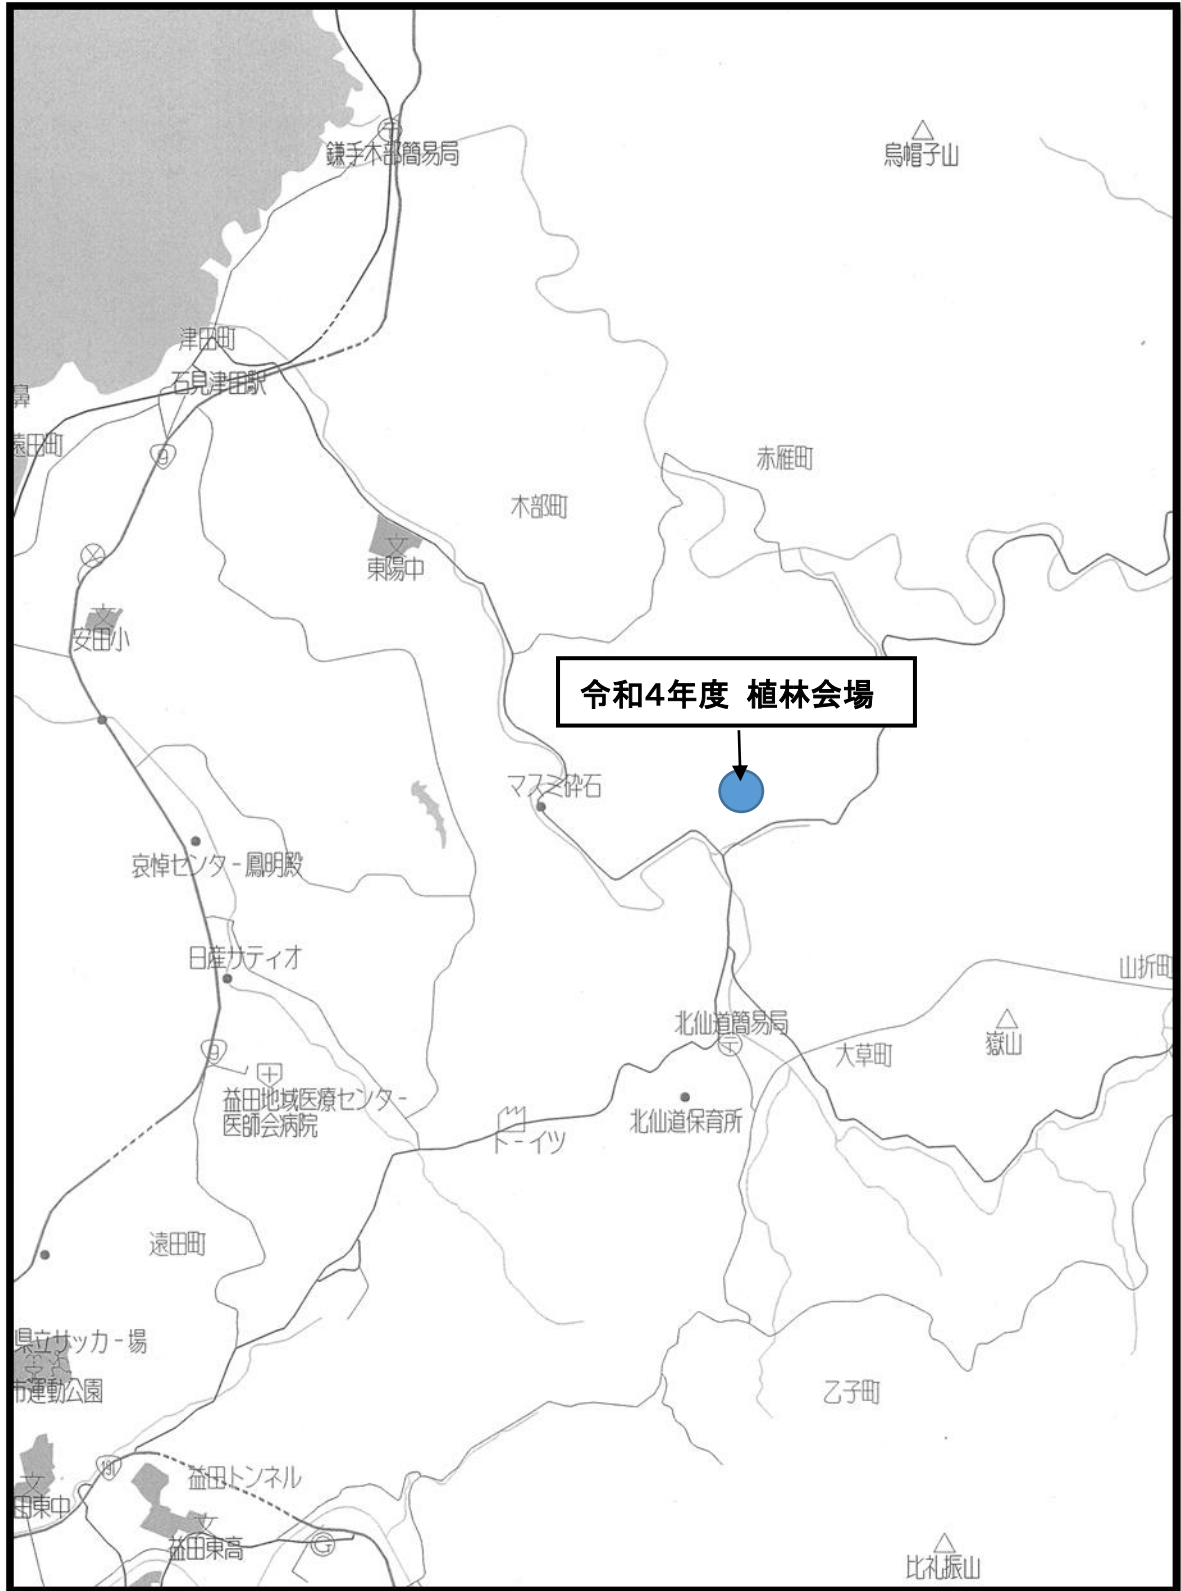 鎌手木部簡易局
烏帽子山
津田町
石見津田駅
鼻
遠田町
9
赤雁町
木部町
東陽中
安田小
令和4年度 植林会場
マスミ砕石
哀悼センター鳳明殿
日産サティオ
山折町
北仙道簡易局
嶽山
大草町
9
益田地域医療センター
医師会病院
北仙道保育所
トーイツ
遠田町
県立サッカー場
市運動公園
乙子町
191
益田トンネル
田東中
益田東高
G
比礼振山